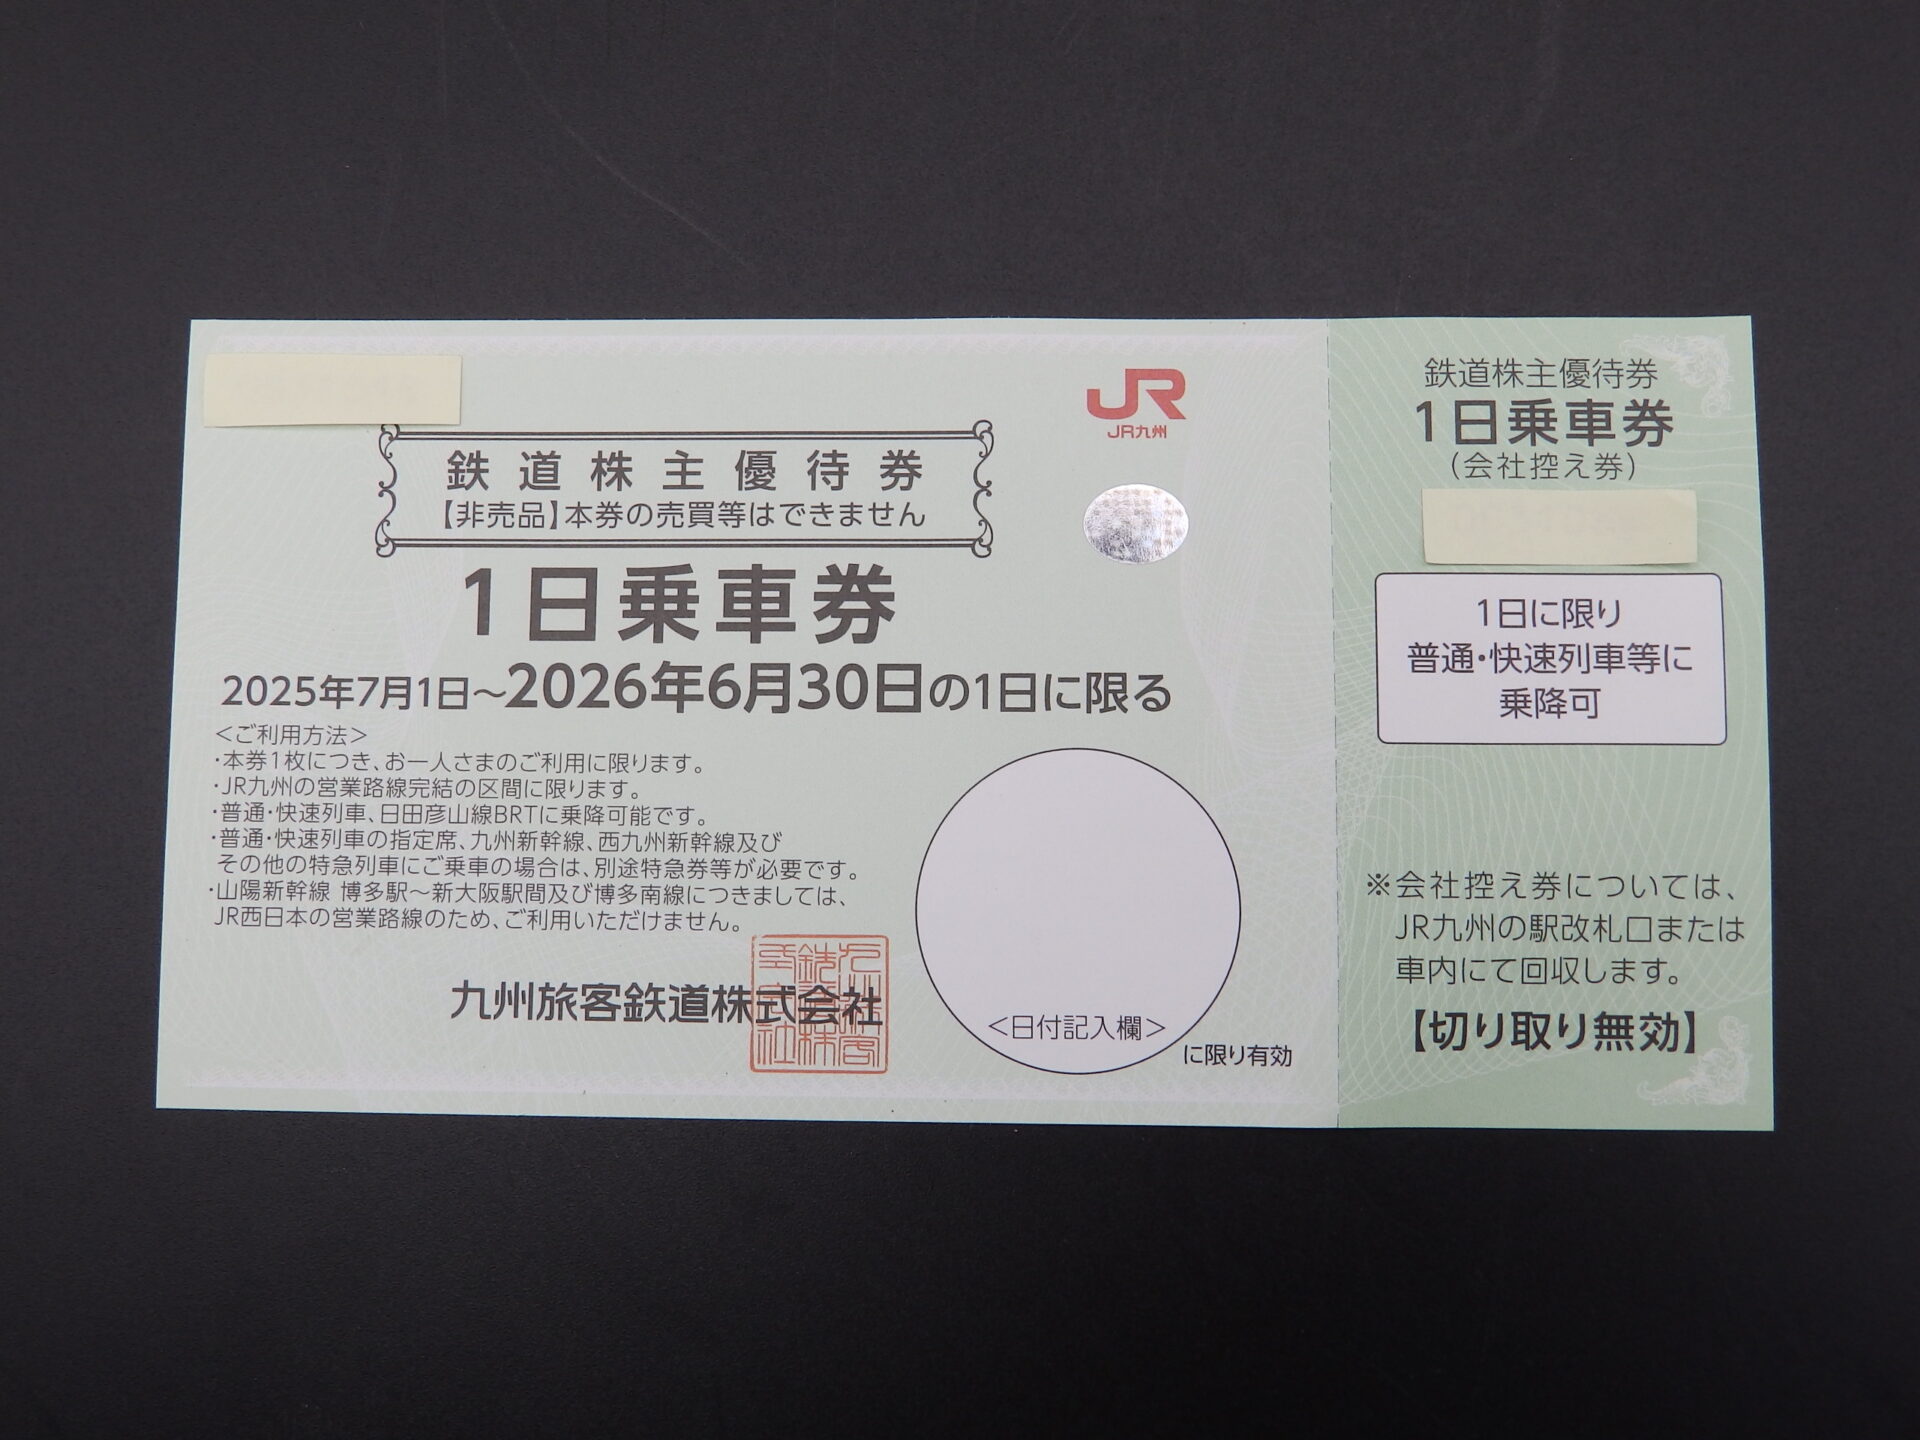 JR
JR九州
鉄道株主優待券
【非売品】本券の売買等はできません
1日乗車券
2025年7月1日～2026年6月30日の1日に限る
＜ご利用方法＞
・本券1枚につき、お一人さまのご利用に限ります。
・JR九州の営業路線完結の区間に限ります。
・普通・快速列車、日田彦山線BRTに乗降可能です。
・普通・快速列車の指定席、九州新幹線、西九州新幹線及び
その他の特急列車にご乗車の場合は、別途特急券等が必要です。
・山陽新幹線 博多駅～新大阪駅間及び博多南線につきましては、
JR西日本の営業路線のため、ご利用いただけません。
九州旅客鉄道株式会社
＜日付記入欄＞
に限り有効
鉄道株主優待券
1日乗車券
(会社控え券)
1日に限り
普通・快速列車等に
乗降可
※会社控え券については、
JR九州の駅改札口または
車内にて回収します。
【切り取り無効】